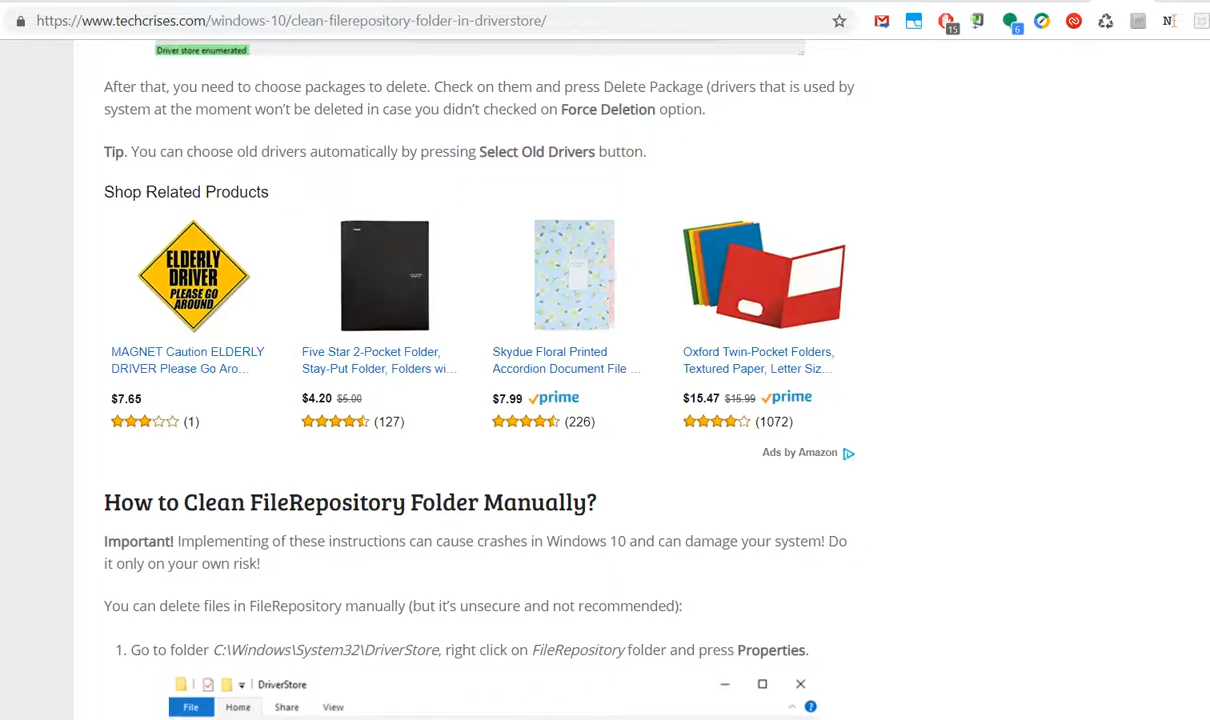 https://www.techcrises.com/windows-10/clean-filerepository-folder-in-driverstore/
15
6
N
Driver store enumerated
After that, you need to choose packages to delete. Check on them and press Delete Package (drivers that is used by
system at the moment won't be deleted in case you didn't checked on Force Deletion option.
Tip. You can choose old drivers automatically by pressing Select Old Drivers button.
Shop Related Products
ELDERLY
DRIVER
PLEASE GO
AROUND
MAGNET Caution ELDERLY
DRIVER Please Go Aro...
$7.65
(1)
Five Star 2-Pocket Folder,
Stay-Put Folder, Folders wi...
$4.20 $5.00
(127)
Skydue Floral Printed
Accordion Document File ...
$7.99 prime
(226)
Oxford Twin-Pocket Folders,
Textured Paper, Letter Siz...
$15.47 $15.99 prime
(1072)
Ads by Amazon
How to Clean FileRepository Folder Manually?
Important! Implementing of these instructions can cause crashes in Windows 10 and can damage your system! Do
it only on your own risk!
You can delete files in FileRepository manually (but it's unsecure and not recommended):
1. Go to folder C:\Windows\System32\DriverStore, right click on FileRepository folder and press Properties.
DriverStore
File Home Share View